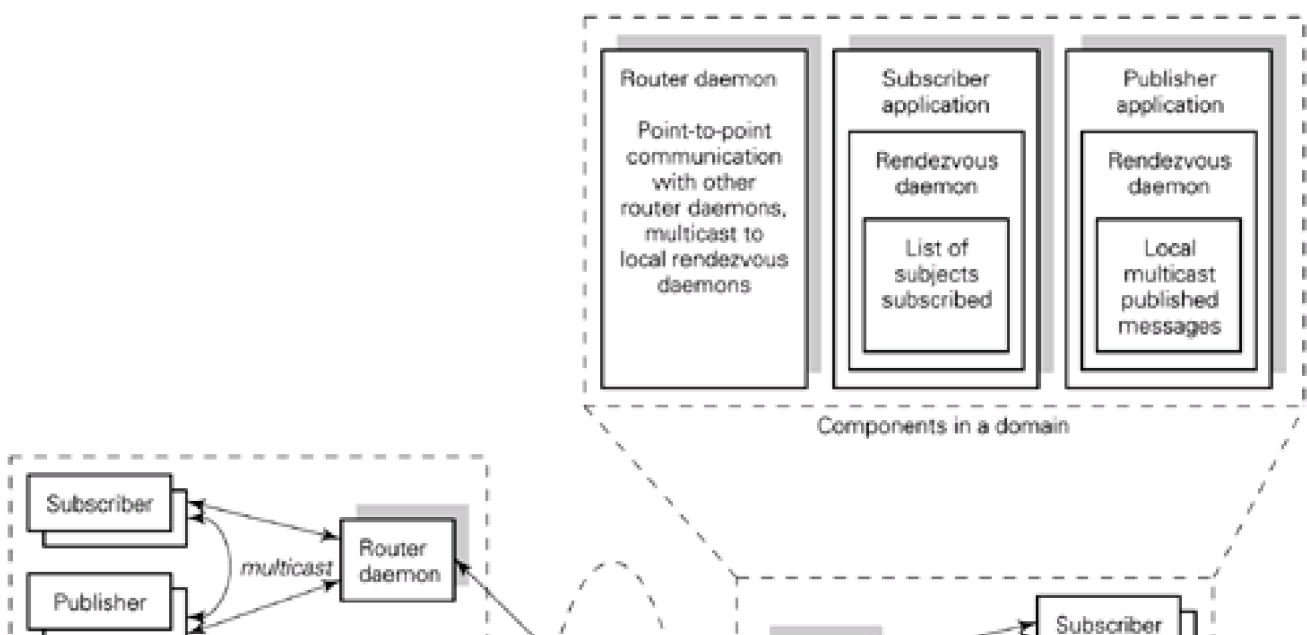 Router daemon
Point-to-point
communication
with other
router daemons,
multicast to
local rendezvous
daemons
Subscriber
application
Rendezvous
daemon
List of
subjects
subscribed
Publisher
application
Rendezvous
daemon
Local
multicast
published
messages
Components in a domain
Subscriber
multicast
Router
daemon
Publisher
Subscriber